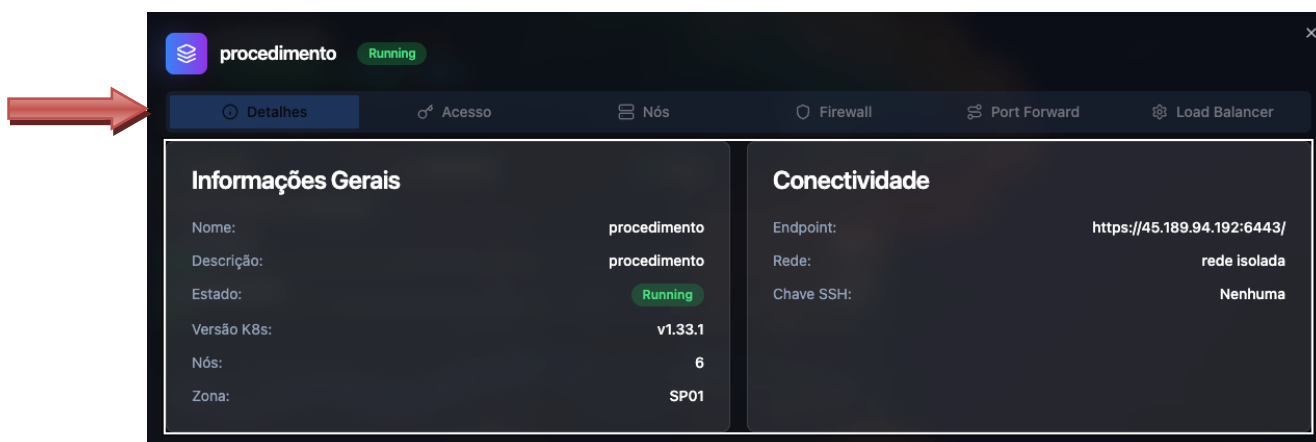 procedimento Running
Detalhes Acesso Nós Firewall Port Forward Load Balancer
Informações Gerais
Nome: procedimento
Descrição: procedimento
Estado: Running
Versão K8s: v1.33.1
Nós: 6
Zona: SP01
Conectividade
Endpoint: https://45.189.94.192:6443/
Rede: rede isolada
Chave SSH: Nenhuma